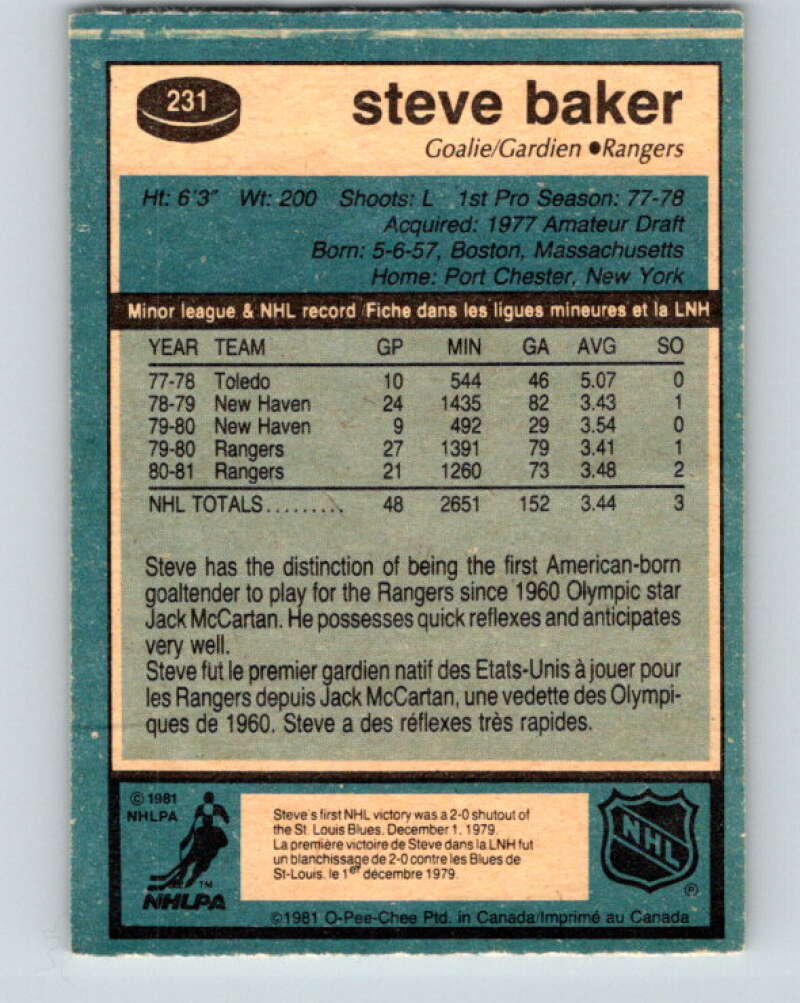 231
steve baker
Goalie/Gardien ●Rangers
Ht: 6'3" Wt: 200 Shoots: L 1st Pro Season: 77-78
Acquired: 1977 Amateur Draft
Born: 5-6-57, Boston, Massachusetts
Home: Port Chester, New York
Minor league & NHL record/Fiche dans les ligues mineures et la LNH
YEAR TEAM GP MIN GA AVG SO
77-78 Toledo 10 544 46 5.07 0
78-79 New Haven 24 1435 82 3.43 1
79-80 New Haven 9 492 29 3.54 0
79-80 Rangers 27 1391 79 3.41 1
80-81 Rangers 21 1260 73 3.48 2
NHL TOTALS......... 48 2651 152 3.44 3
Steve has the distinction of being the first American-born
goaltender to play for the Rangers since 1960 Olympic star
Jack McCartan. He possesses quick reflexes and anticipates
very well.
Steve fut le premier gardien natif des Etats-Unis à jouer pour
les Rangers depuis Jack McCartan, une vedette des Olympi-
ques de 1960. Steve a des réflexes très rapides.
© 1981
NHLPA
TM
NHLPA
Steve's first NHL victory was a 2-0 shutout of
the St. Louis Blues, December 1, 1979.
La première victoire de Steve dans la LNH fut
un blanchissage de 2-0 contre les Blues de
St-Louis, le 1er décembre 1979.
NHL
®
©1981 O-Pee-Chee Ptd. in Canada/Imprimé au Canada